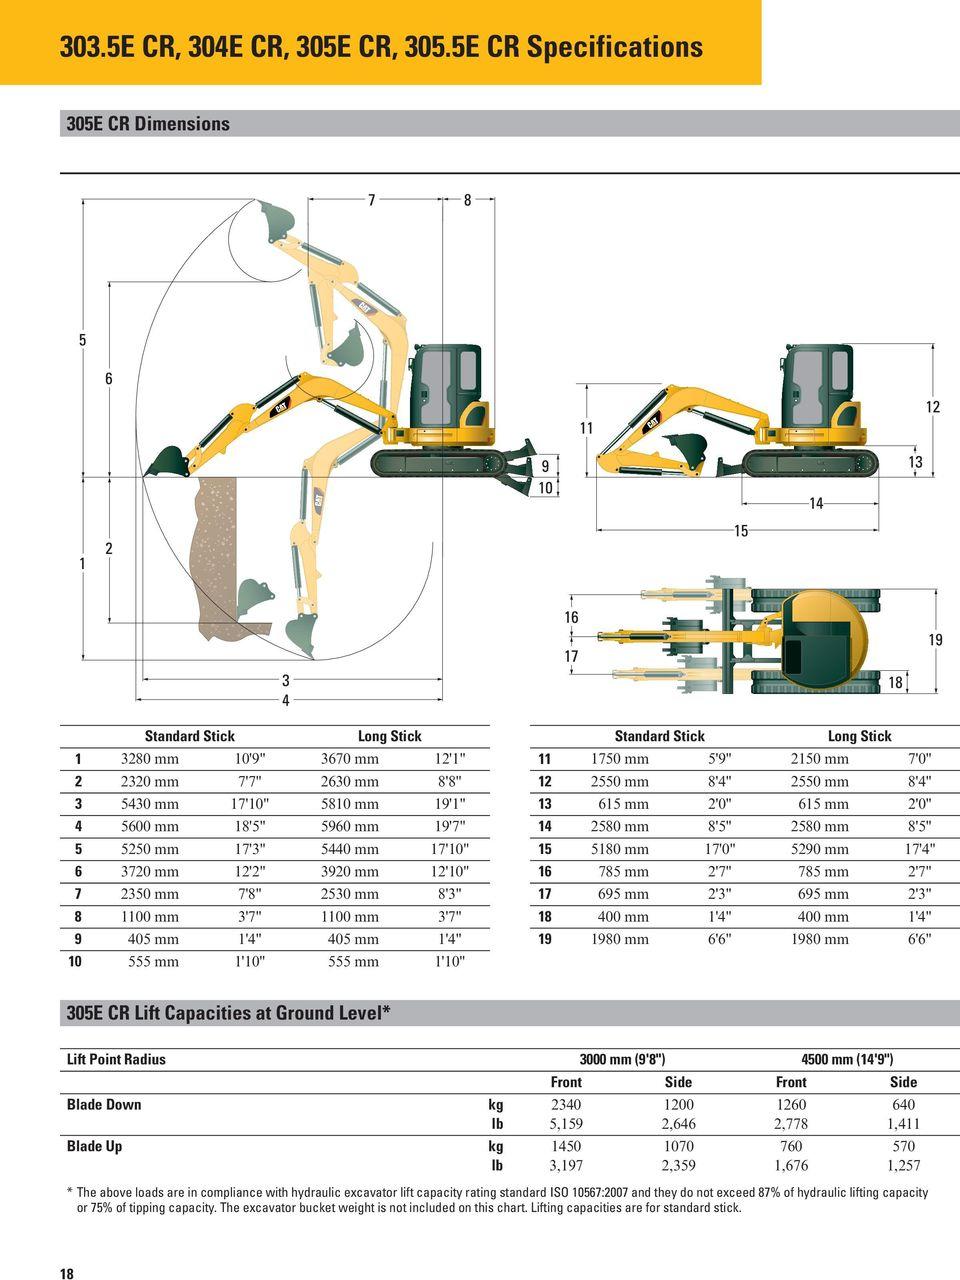 303.5E CR, 304E CR, 305E CR, 305.5E CR Specifications
305E CR Dimensions
7 8
5
6
12
11
CAT
CAT
CAT
CAT
9
13
10
14
15
2
1
16
19
17
3
18
4
Standard Stick Long Stick
1 3280 mm 10'9" 3670 mm 12'1"
2 2320 mm 7'7" 2630 mm 8'8"
3 5430 mm 17'10" 5810 mm 19'1"
4 5600 mm 18'5" 5960 mm 19'7"
5 5250 mm 17'3" 5440 mm 17'10"
6 3720 mm 12'2" 3920 mm 12'10"
7 2350 mm 7'8" 2530 mm 8'3"
8 1100 mm 3'7" 1100 mm 3'7"
9 405 mm 1'4" 405 mm 1'4"
10 555 mm 1'10" 555 mm 1'10"
Standard Stick Long Stick
11 1750 mm 5'9" 2150 mm 7'0"
12 2550 mm 8'4" 2550 mm 8'4"
13 615 mm 2'0" 615 mm 2'0"
14 2580 mm 8'5" 2580 mm 8'5"
15 5180 mm 17'0" 5290 mm 17'4"
16 785 mm 2'7" 785 mm 2'7"
17 695 mm 2'3" 695 mm 2'3"
18 400 mm 1'4" 400 mm 1'4"
19 1980 mm 6'6" 1980 mm 6'6"
305E CR Lift Capacities at Ground Level*
Lift Point Radius 3000 mm (9'8") 4500 mm (14'9")
Front Side Front Side
Blade Down kg 2340 1200 1260 640
lb 5,159 2,646 2,778 1,411
Blade Up kg 1450 1070 760 570
lb 3,197 2,359 1,676 1,257
* The above loads are in compliance with hydraulic excavator lift capacity rating standard ISO 10567:2007 and they do not exceed 87% of hydraulic lifting capacity
or 75% of tipping capacity. The excavator bucket weight is not included on this chart. Lifting capacities are for standard stick.
18